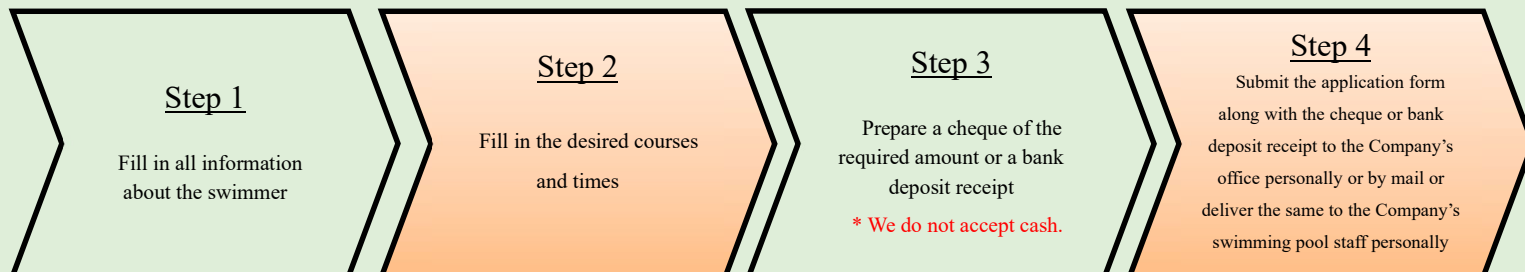 Step 1
Fill in all information
about the swimmer
Step 2
Fill in the desired courses
and times
Step 3
Prepare a cheque of the
required amount or a bank
deposit receipt
* We do not accept cash.
Step 4
Submit the application form
along with the cheque or bank
deposit receipt to the Company’s
office personally or by mail or
deliver the same to the Company’s
swimming pool staff personally